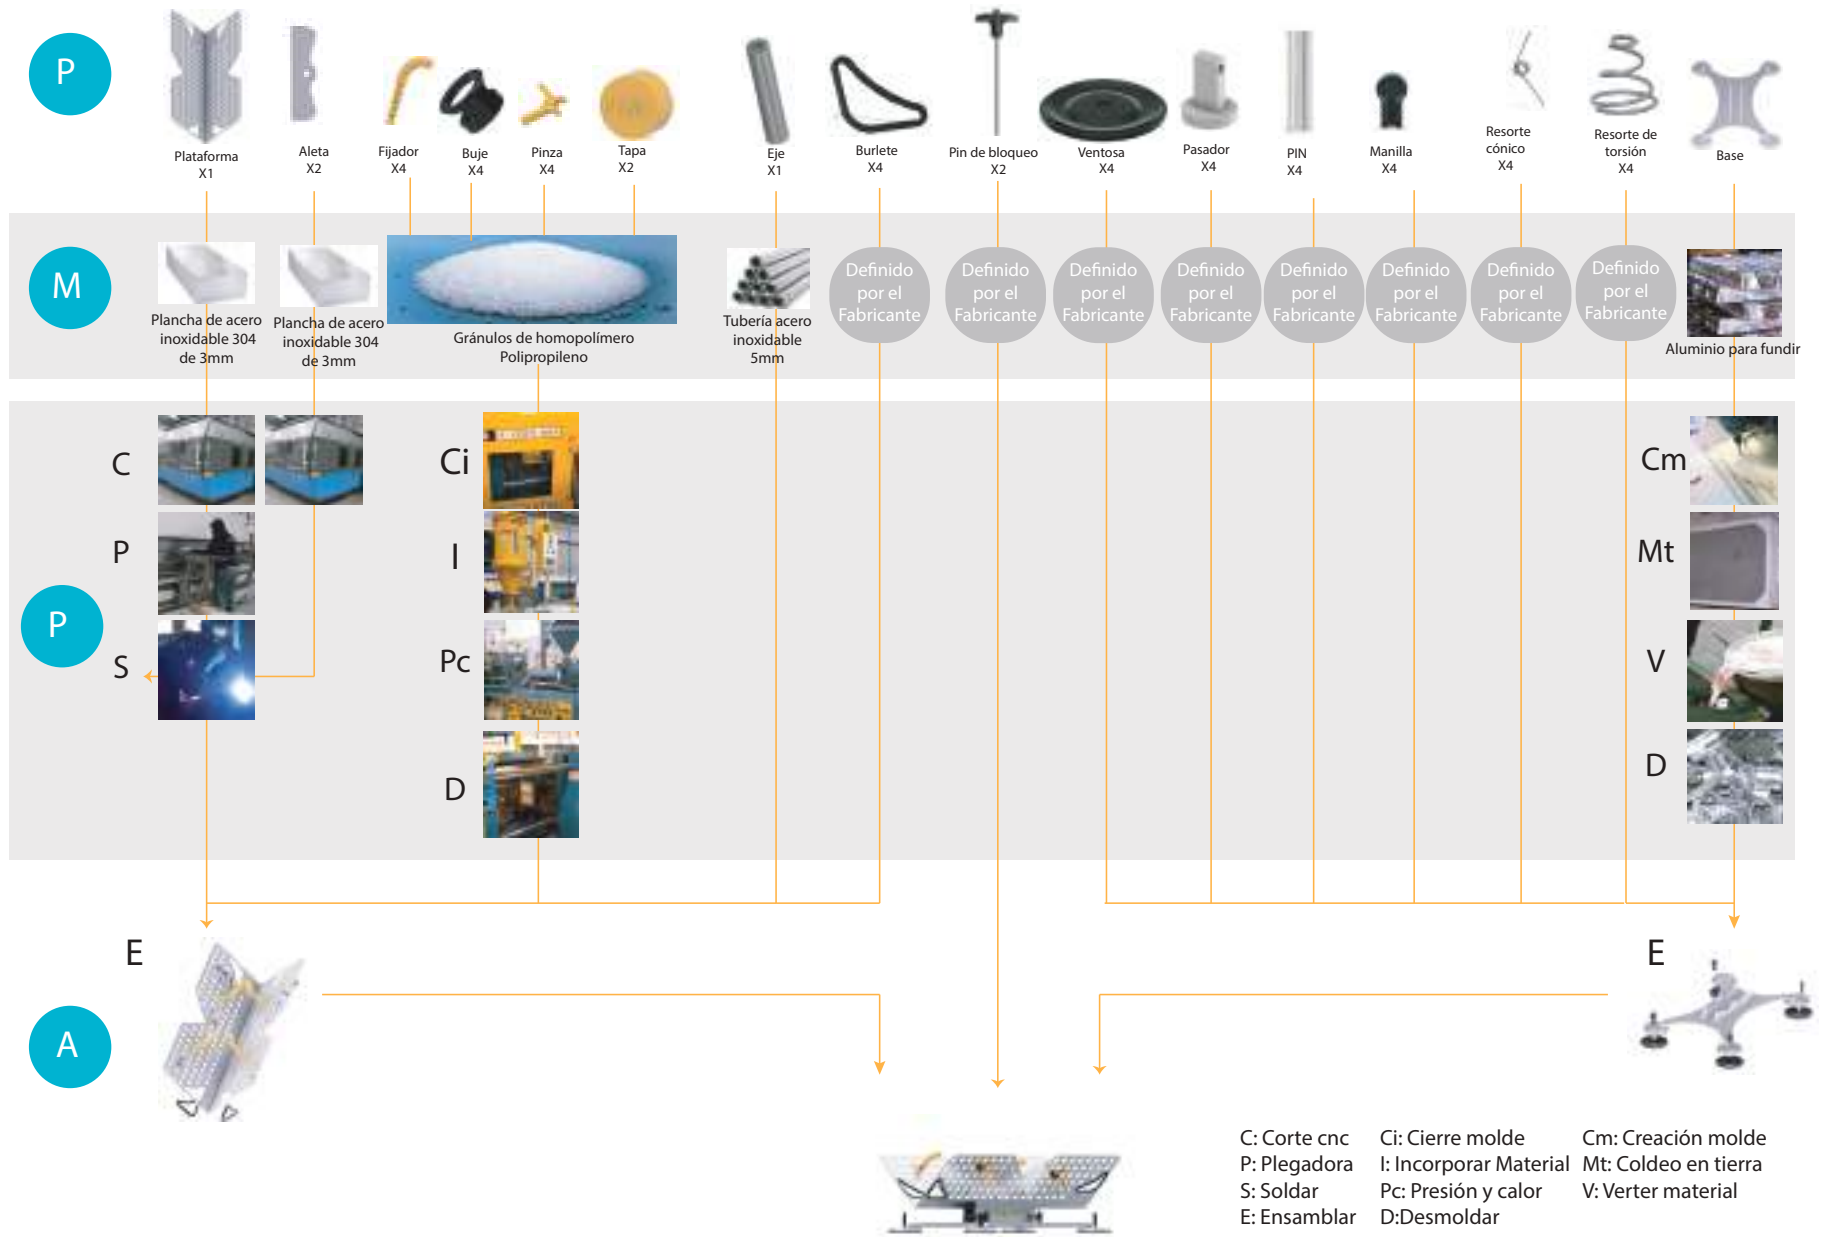 P
Plataforma
X1
Aleta
X2
Fijador
X4
Buje
X4
Pinza
X4
Tapa
X2
Eje
X1
Burlete
X4
Pin de bloqueo
X2
Ventosa
X4
Pasador
X4
PIN
X4
Manilla
X4
Resorte
cónico
X4
Resorte de
torsión
X4
Base
M
Plancha de acero
inoxidable 304
de 3mm
Plancha de acero
inoxidable 304
de 3mm
Gránulos de homopolímero
Polipropileno
Tubería acero
inoxidable
5mm
Definido
por el
Fabricante
Definido
por el
Fabricante
Definido
por el
Fabricante
Definido
por el
Fabricante
Definido
por el
Fabricante
Definido
por el
Fabricante
Definido
por el
Fabricante
Definido
por el
Fabricante
Aluminio para fundir
P
C
P
S
Ci
I
Pc
D
Cm
Mt
V
D
A
E
E
C: Corte cnc
P: Plegadora
S: Soldar
E: Ensamblar
Ci: Cierre molde
I: Incorporar Material
Pc: Presión y calor
D:Desmoldar
Cm: Creación molde
Mt: Coldeo en tierra
V: Verter material